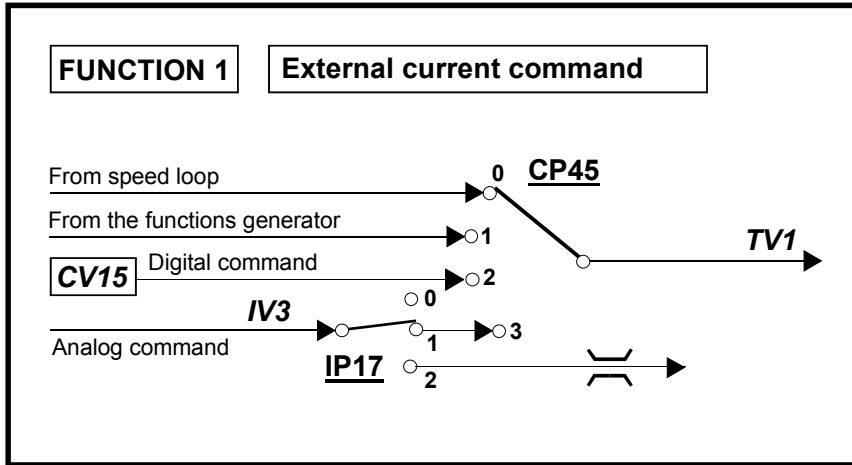 FUNCTION 1 External current command
0 CP45
From speed loop
From the functions generator
1 TV1
CV15 Digital command 2
0
IV3
1 3
Analog command
IP17 2